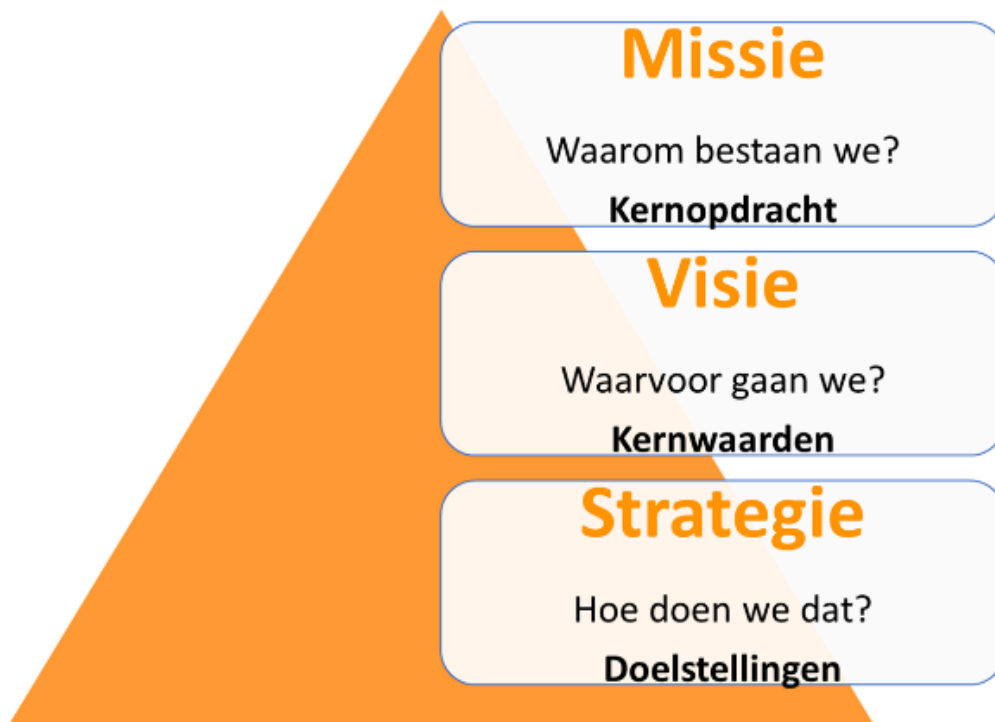 Missie
Waarom bestaan we?
Kernopdracht
Visie
Waarvoor gaan we?
Kernwaarden
Strategie
Hoe doen we dat?
Doelstellingen